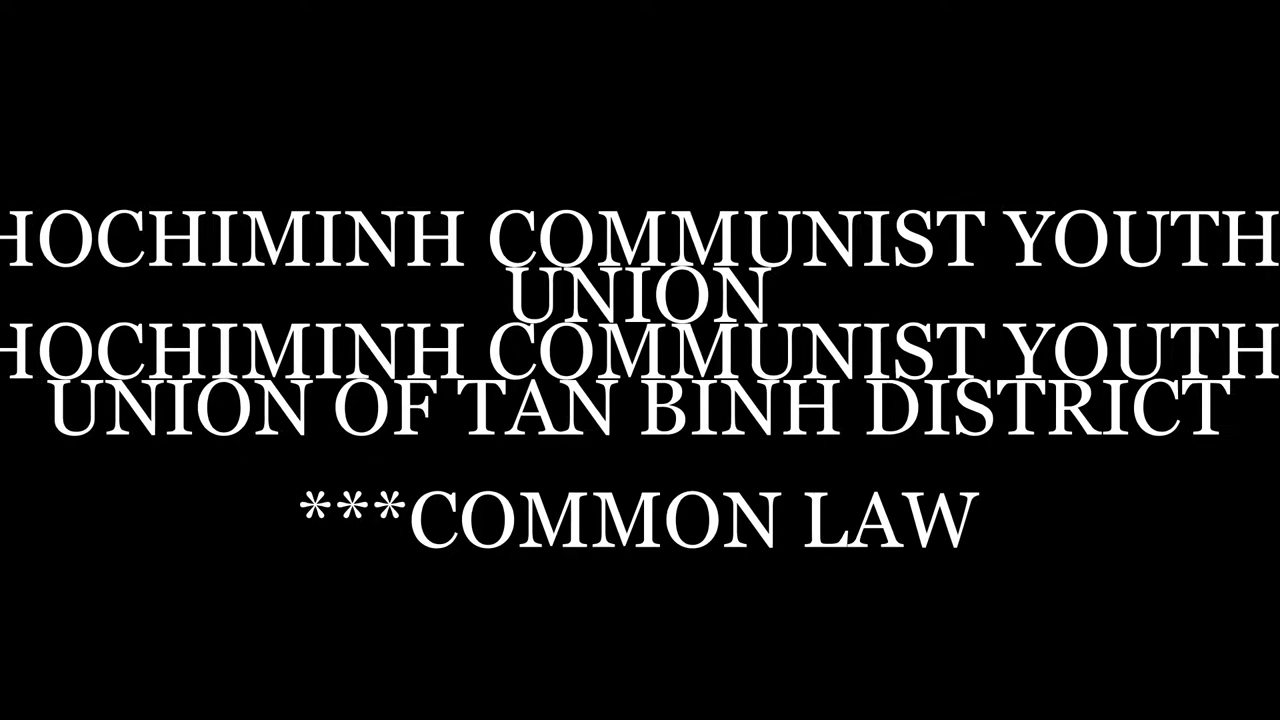 HOCHIMINH COMMUNIST YOUTH
UNION
HOCHIMINH COMMUNIST YOUTH
UNION OF TAN BINH DISTRICT
***COMMON LAW